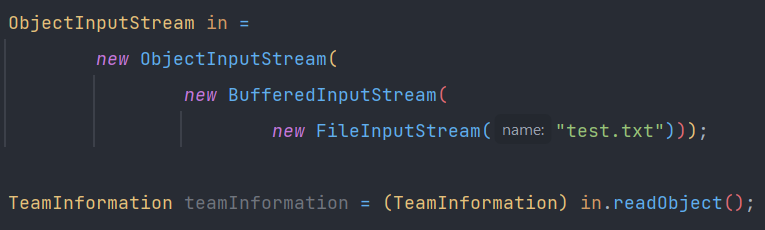 ObjectInputStream in =
new ObjectInputStream(
new BufferedInputStream(
new FileInputStream( name: "test.txt")));
TeamInformation teamInformation = (TeamInformation) in.readObject();